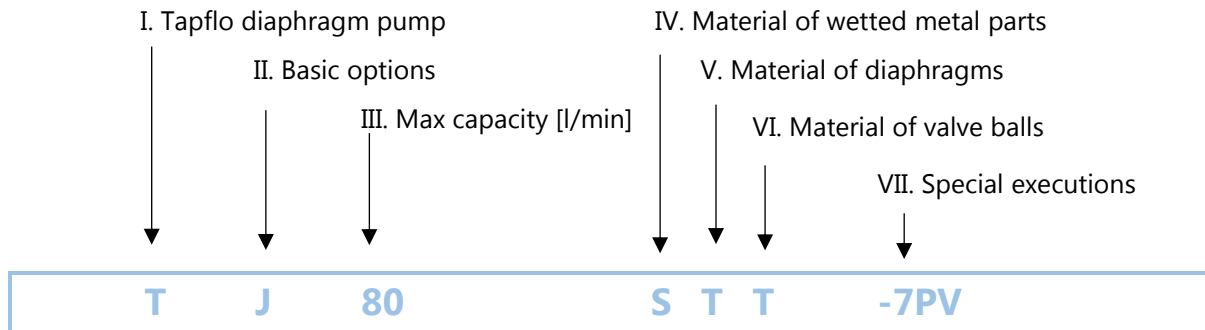 I. Tapflo diaphragm pump
IV. Material of wetted metal parts
II. Basic options
V. Material of diaphragms
III. Max capacity [l/min]
VI. Material of valve balls
VII. Special executions
T J 80 S T T -7PV